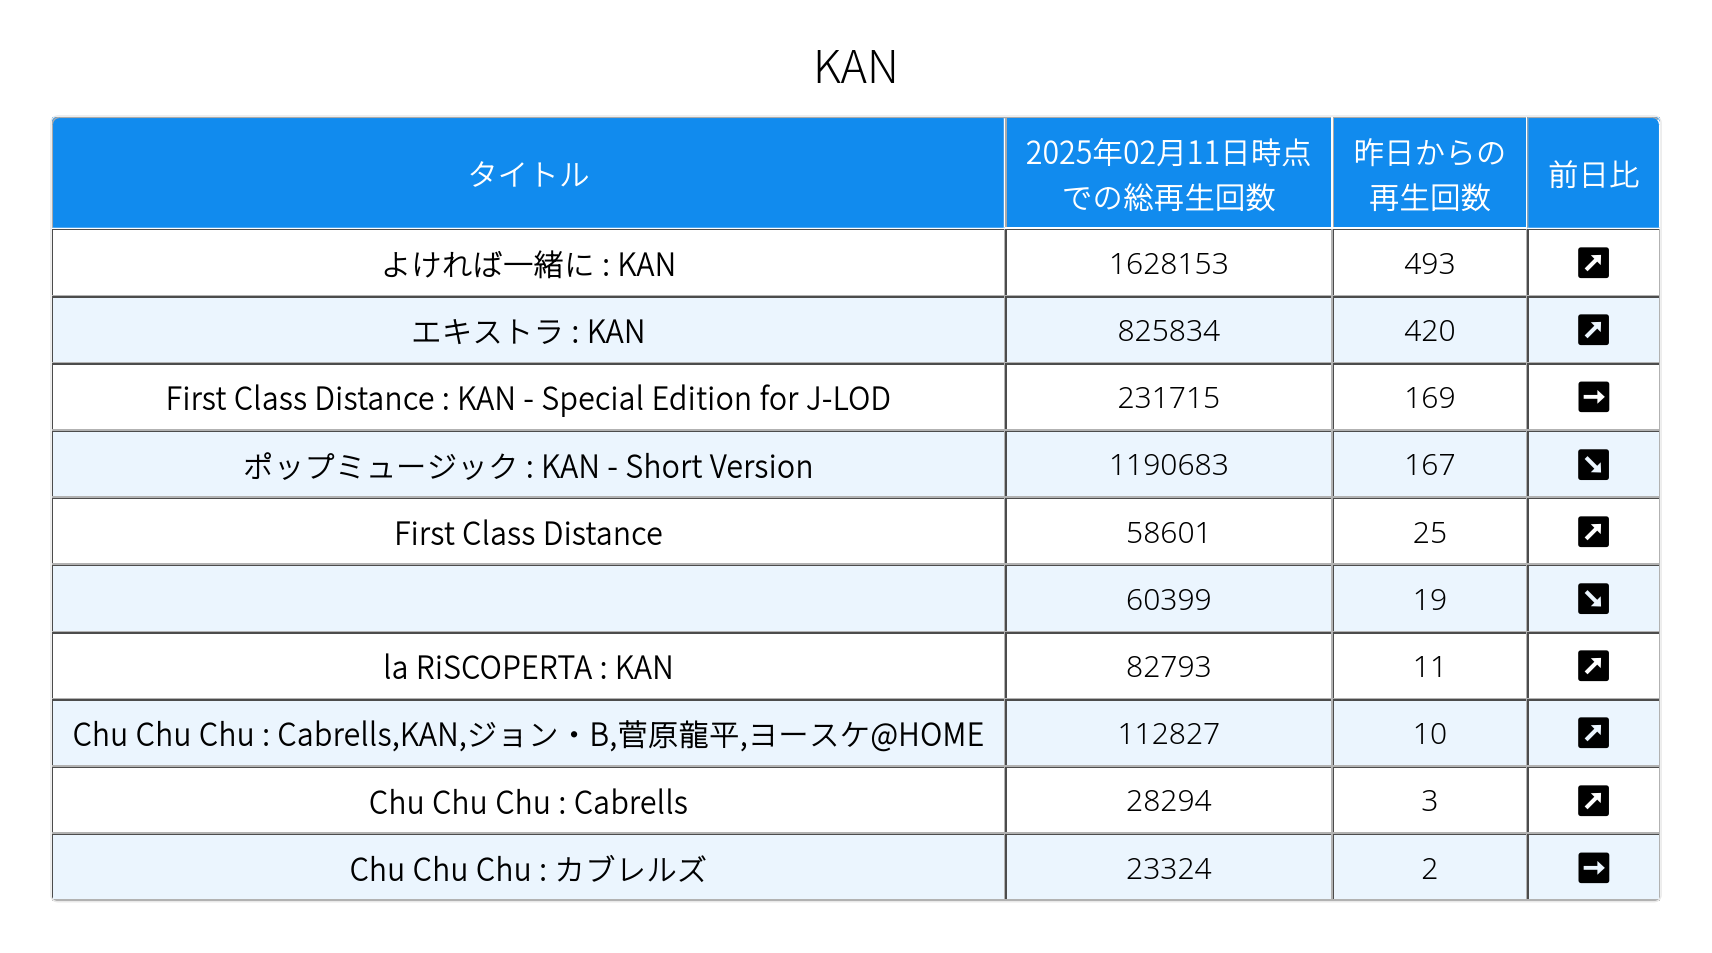 KAN
タイトル 2025年02月11日時点での総再生回数 昨日からの再生回数 前日比
よければ一緒に : KAN 1628153 493
エキストラ : KAN 825834 420
First Class Distance : KAN - Special Edition for J-LOD 231715 169
ポップミュージック : KAN - Short Version 1190683 167
First Class Distance 58601 25
60399 19
la RiSCOPERTA : KAN 82793 11
Chu Chu Chu : Cabrells,KAN,ジョン・B,菅原龍平,ヨースケ@HOME 112827 10
Chu Chu Chu : Cabrells 28294 3
Chu Chu Chu : カブレルズ 23324 2